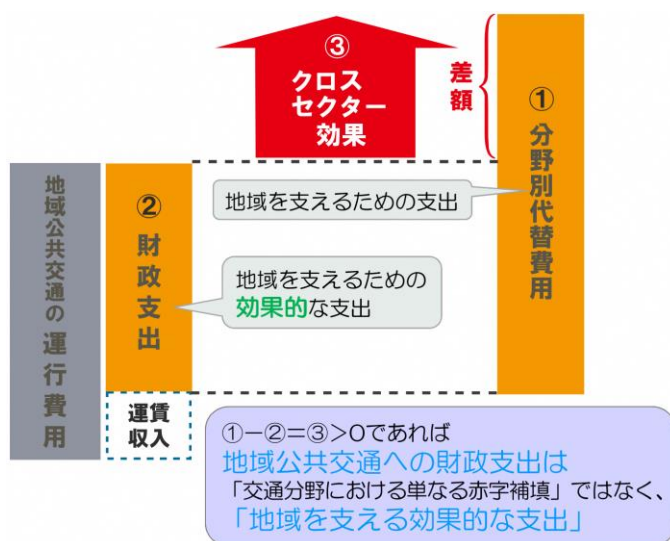 ③
クロス
セクター
効果
差額
①分野別代替費用
地域公共交通の運行費用
②財政支出
地域を支えるための支出
地域を支えるための
効果的な支出
運賃
収入
①−②=③>0であれば
地域公共交通への財政支出は
「交通分野における単なる赤字補填」ではなく、
「地域を支える効果的な支出」